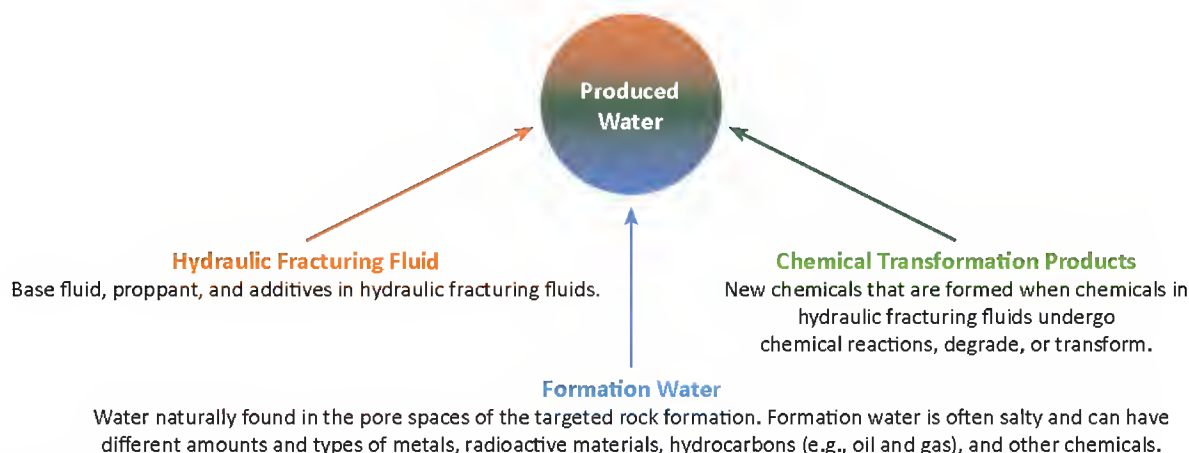 Produced
Water
Hydraulic Fracturing Fluid
Base fluid, proppant, and additives in hydraulic fracturing fluids.
Chemical Transformation Products
New chemicals that are formed when chemicals in
hydraulic fracturing fluids undergo
chemical reactions, degrade, or transform.
Formation Water
Water naturally found in the pore spaces of the targeted rock formation. Formation water is often salty and can have
different amounts and types of metals, radioactive materials, hydrocarbons (e.g., oil and gas), and other chemicals.